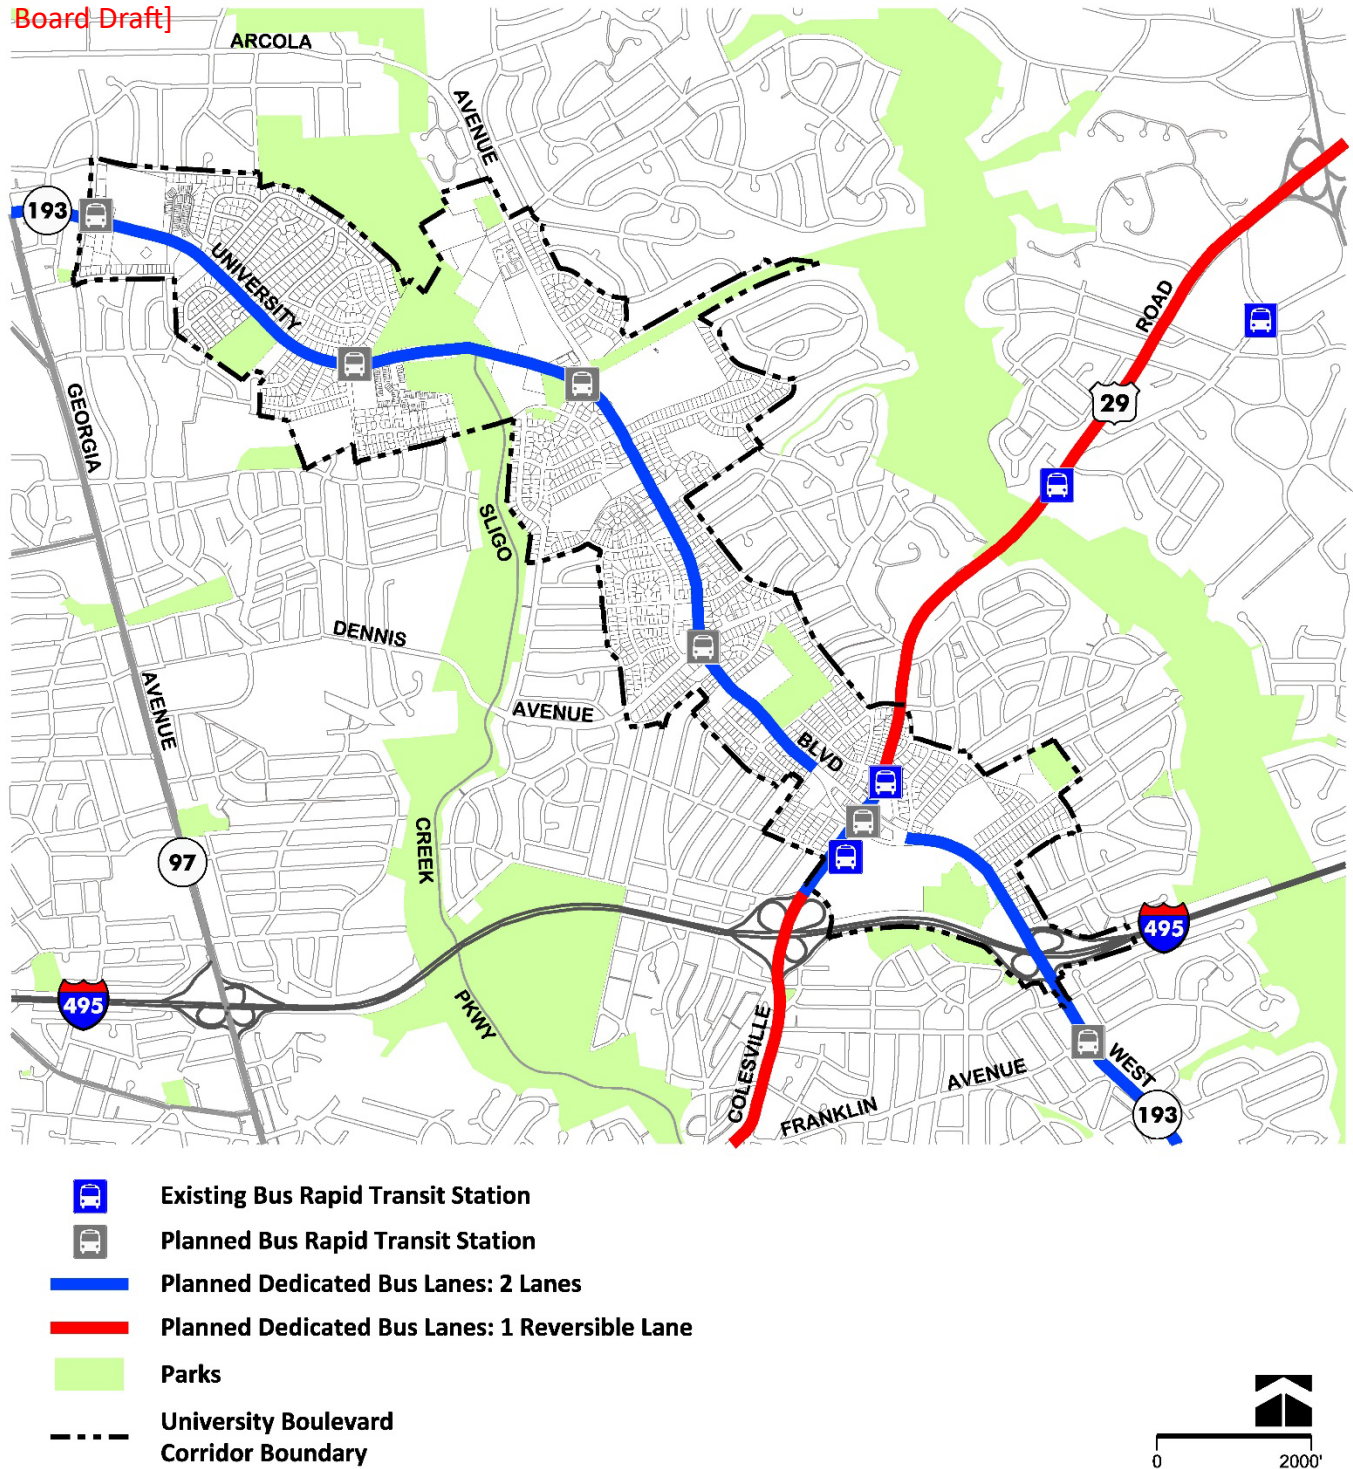 Board Draft]
ARCOLA
AVENUE
193
UNIVERSITY
ROAD
29
GEORGIA
SLIGO
DENNIS
AVENUE
AVENUE
BLVD
CREEK
97
495
495
PKWY
COLESVILLE
WEST
AVENUE
FRANKLIN
193
Existing Bus Rapid Transit Station
Planned Bus Rapid Transit Station
Planned Dedicated Bus Lanes: 2 Lanes
Planned Dedicated Bus Lanes: 1 Reversible Lane
Parks
University Boulevard
Corridor Boundary
0 2000'